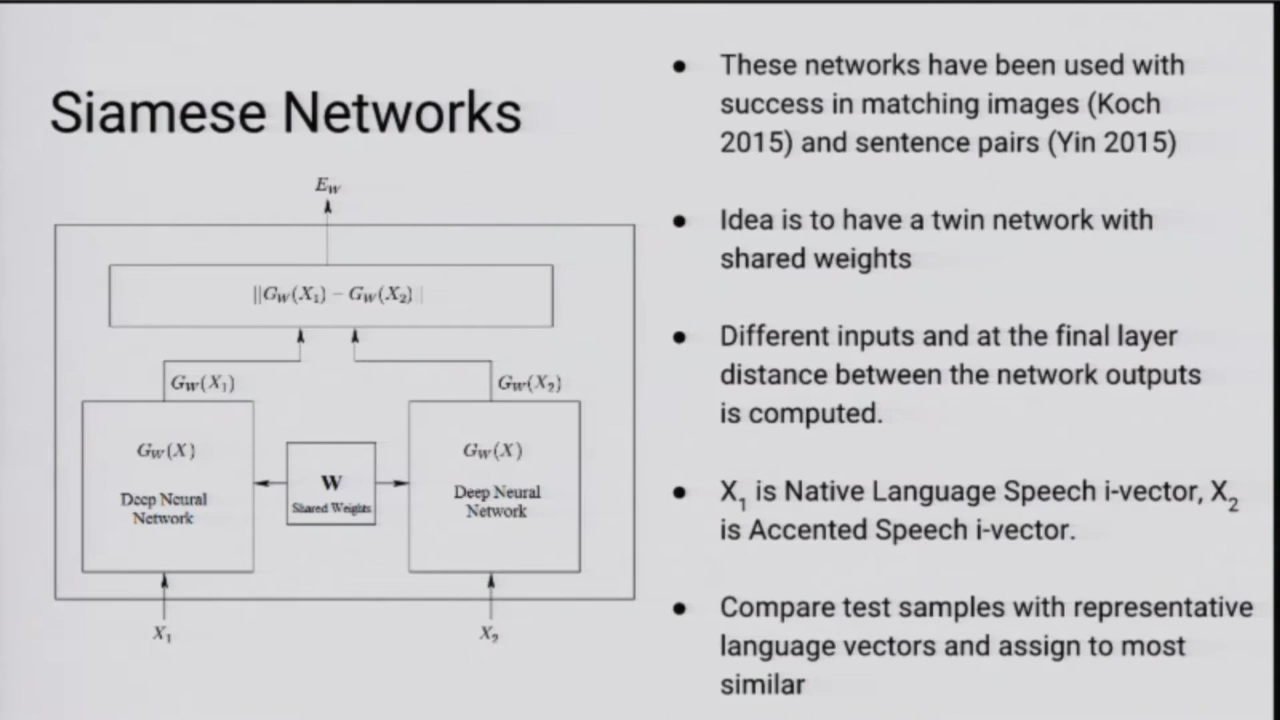 Siamese Networks
E_W
||G_W(X_1) - G_W(X_2)||
G_W(X_1)
G_W(X_2)
G_W(X)
Deep Neural
Network
W
Shared Weights
G_W(X)
Deep Neural
Network
X_1
X_2
● These networks have been used with
success in matching images (Koch
2015) and sentence pairs (Yin 2015)
● Idea is to have a twin network with
shared weights
● Different inputs and at the final layer
distance between the network outputs
is computed.
● X_1 is Native Language Speech i-vector, X_2
is Accented Speech i-vector.
● Compare test samples with representative
language vectors and assign to most
similar